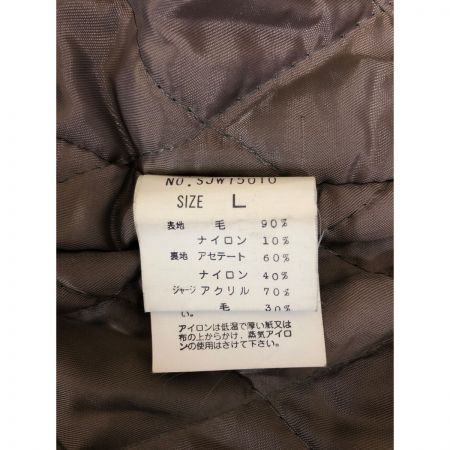 NO.SJW15010
SIZE L
表地 毛 90%
ナイロン 10%
裏地 アセテート 60%
ナイロン 40%
ジャージ アクリル 70%
毛 30%
い。
アイロンは低温で厚い紙又は
布の上からかけ、蒸気アイロ
ンの使用はさけて下さい。